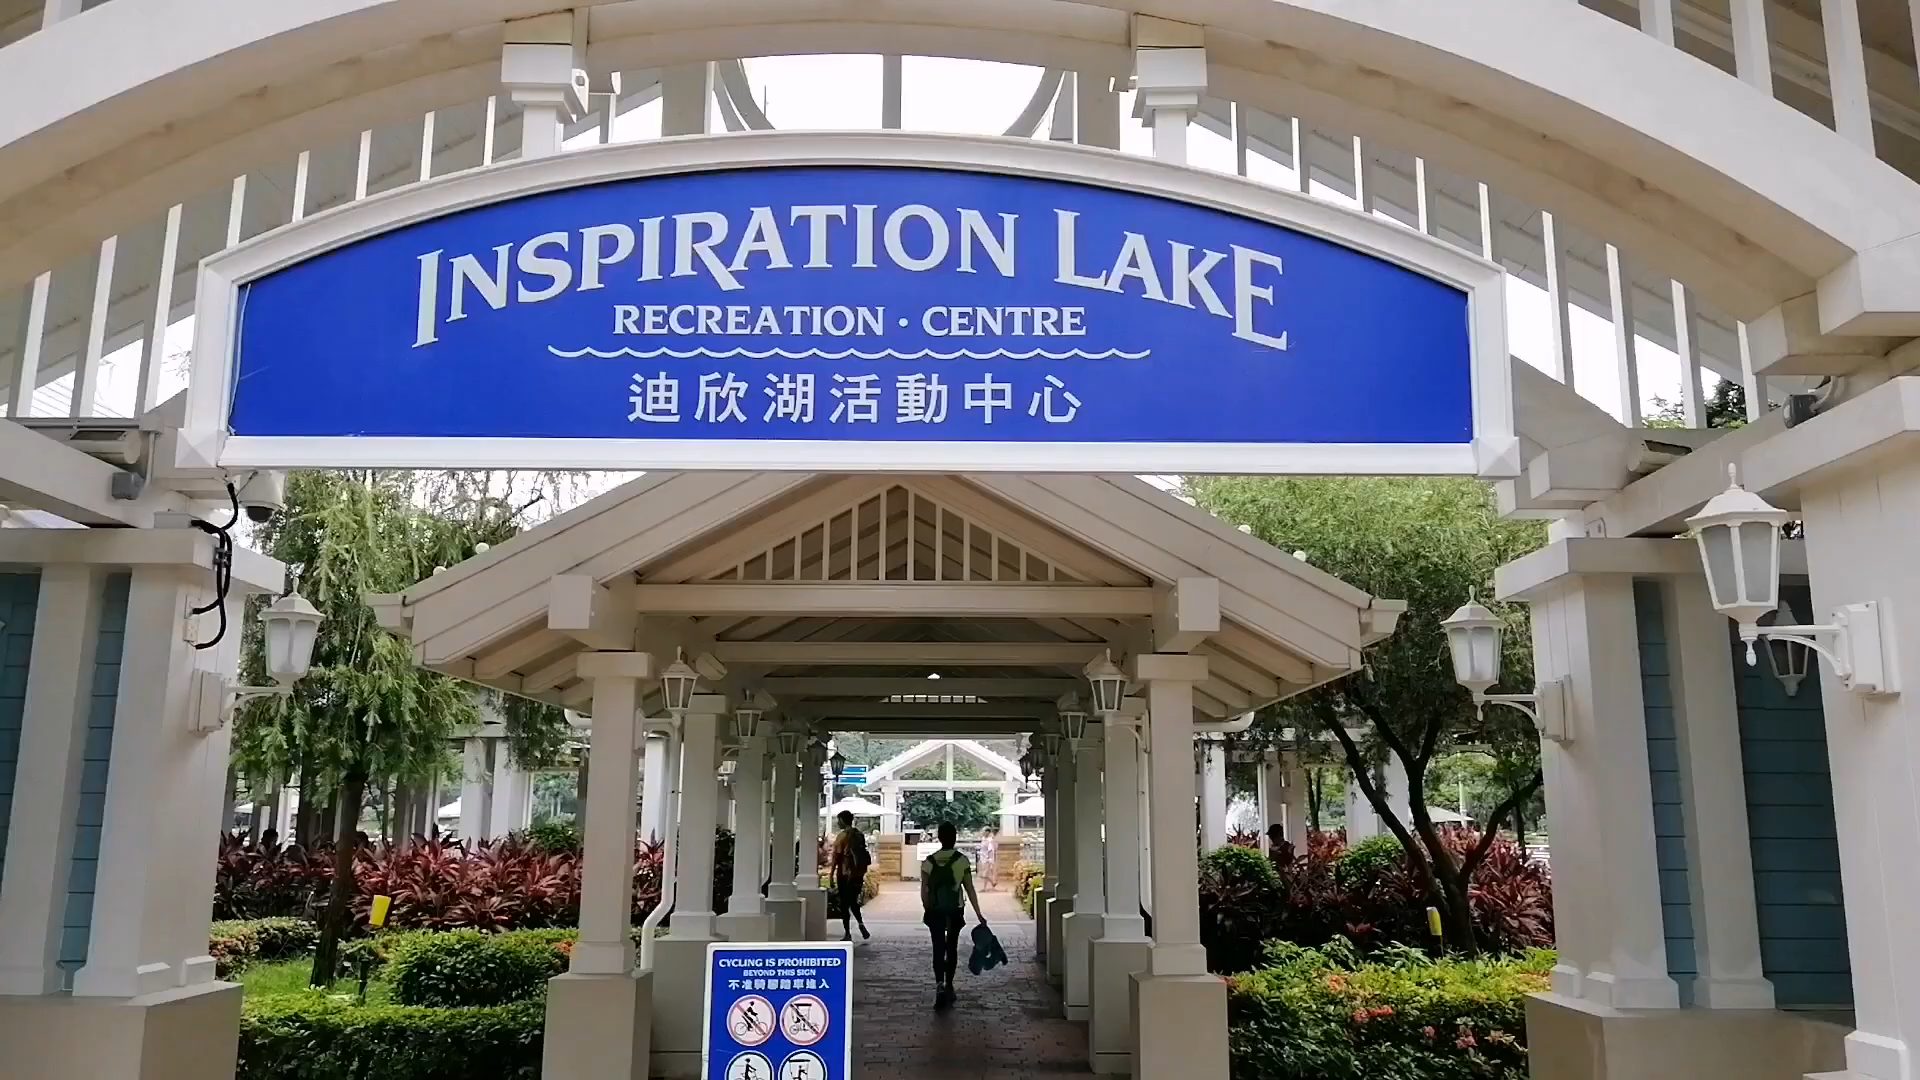 INSPIRATION LAKE
RECREATION · CENTRE
迪欣湖活動中心
CYCLING IS PROHIBITED
BEYOND THIS SIGN
不准騎腳踏車進入